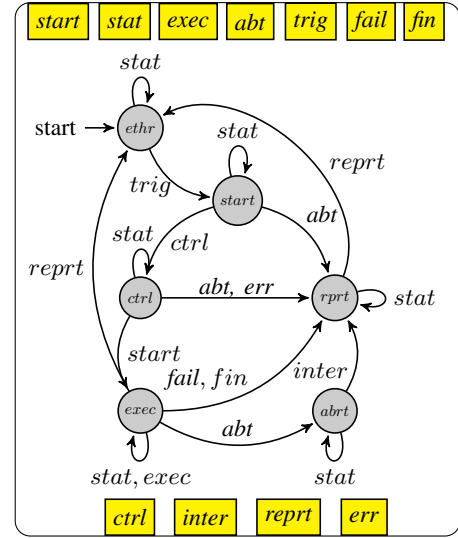 start stat exec abt trig fail fin
stat
start ethr
stat
reprt
trig
start
abt
stat ctrl
reprt
ctrl abt, err rprt stat
start
fail, fin inter
exec abrt
abt
stat, exec stat
ctrl inter reprt err